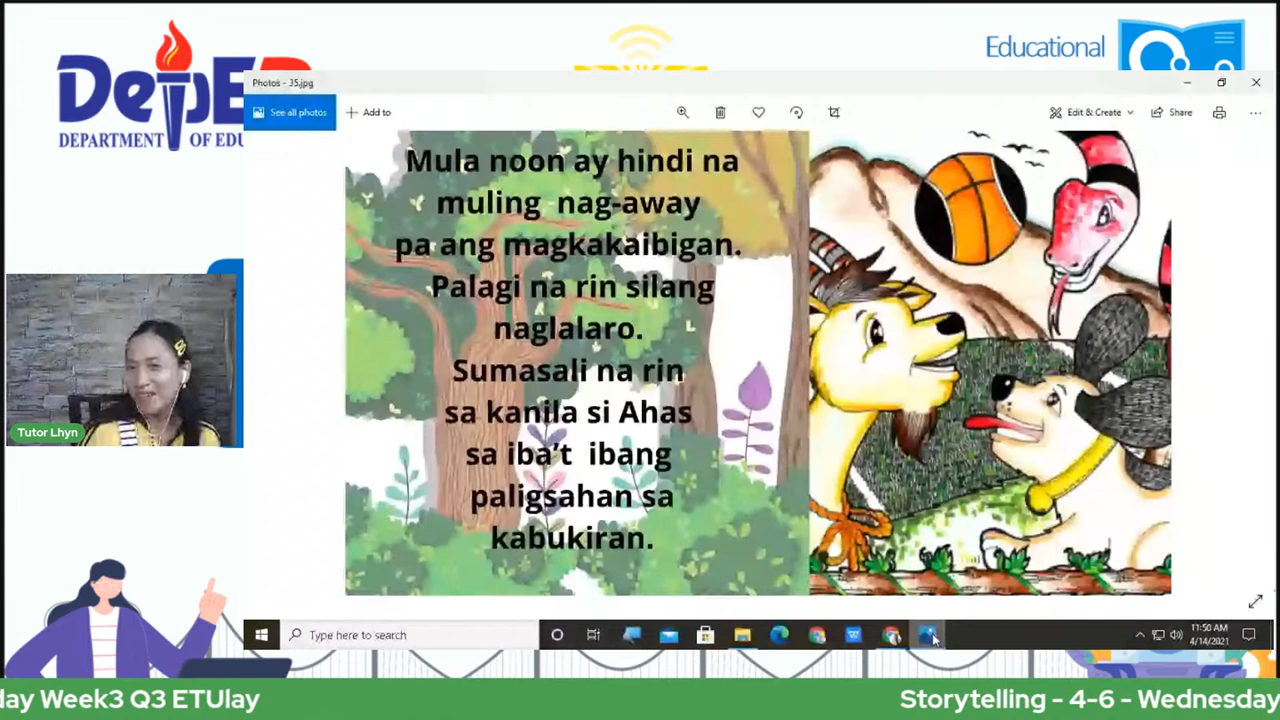 DepED
DEPARTMENT OF EDU
Educational
Photos - 35.jpg
See all photos
Add to
Edit & Create
Share
Mula noon ay hindi na
muling nag-away
pa ang magkakaibigan.
Palagi na rin silang
naglalaro.
Sumasali na rin
sa kanila si Ahas
sa iba't ibang
paligsahan sa
kabukiran.
Tutor Lhyn
Type here to search
11:50 AM
4/14/2021
day Week3 Q3 ETUlay
Storytelling - 4-6 - Wednesday